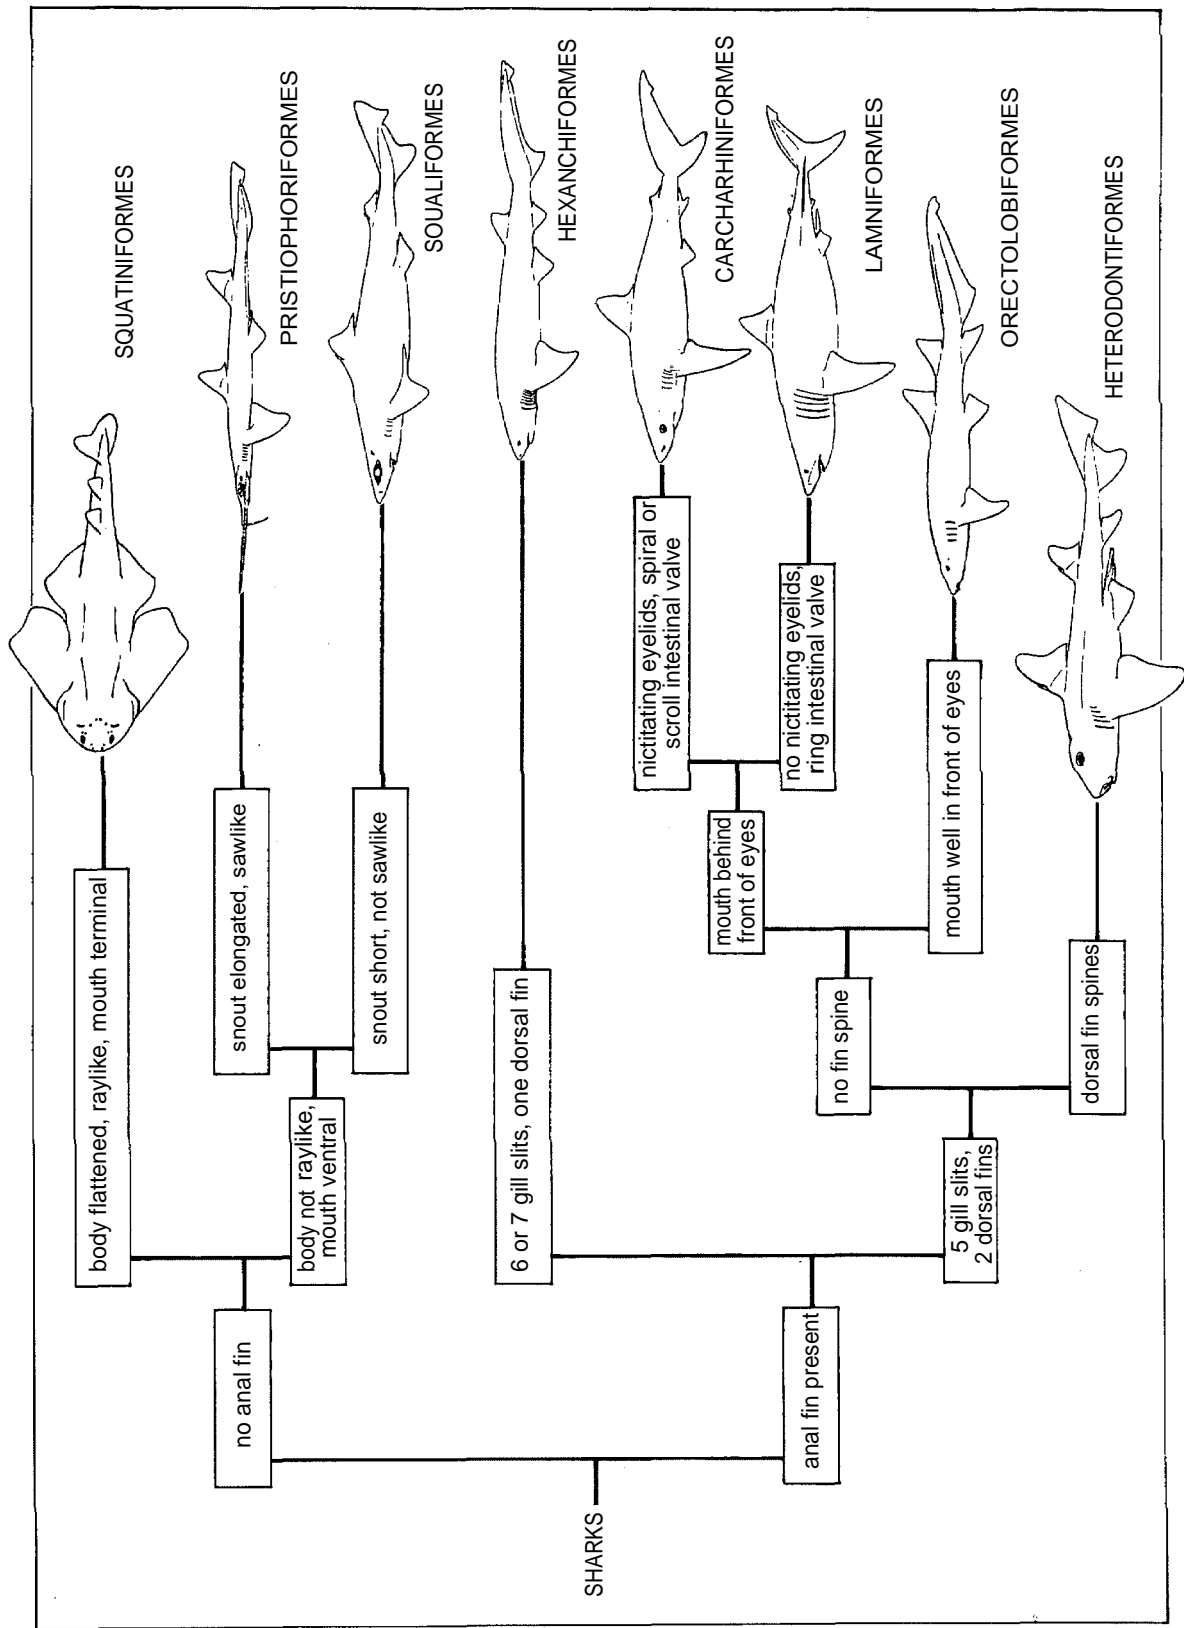 SHARKS
no anal fin
anal fin present
body flattened, raylike, mouth terminal
body not raylike,
mouth ventral
snout elongated, sawlike
snout short, not sawlike
6 or 7 gill slits, one dorsal fin
5 gill slits,
2 dorsal fins
no fin spine
dorsal fin spines
mouth behind
front of eyes
mouth well in front of eyes
nictitating eyelids, spiral or
scroll intestinal valve
no nictitating eyelids,
ring intestinal valve
SQUATINIFORMES
PRISTIOPHORIFORMES
SOUALIFORMES
HEXANCHIFORMES
CARCHARHINIFORMES
LAMNIFORMES
ORECTOLOBIFORMES
HETERODONTIFORMES